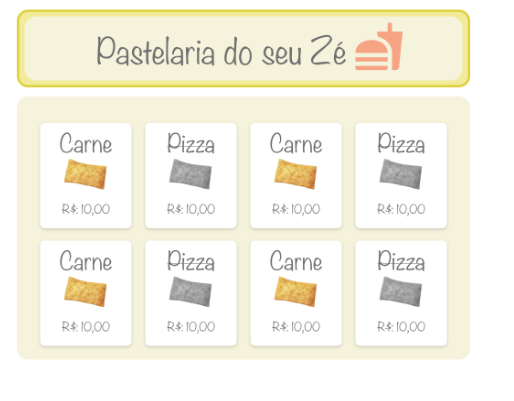 Pastelaria do seu Zé
Carne Pizza Carne Pizza
R$: 10,00 R$: 10,00 R$: 10,00 R$: 10,00
Carne Pizza Carne Pizza
R$: 10,00 R$: 10,00 R$: 10,00 R$: 10,00